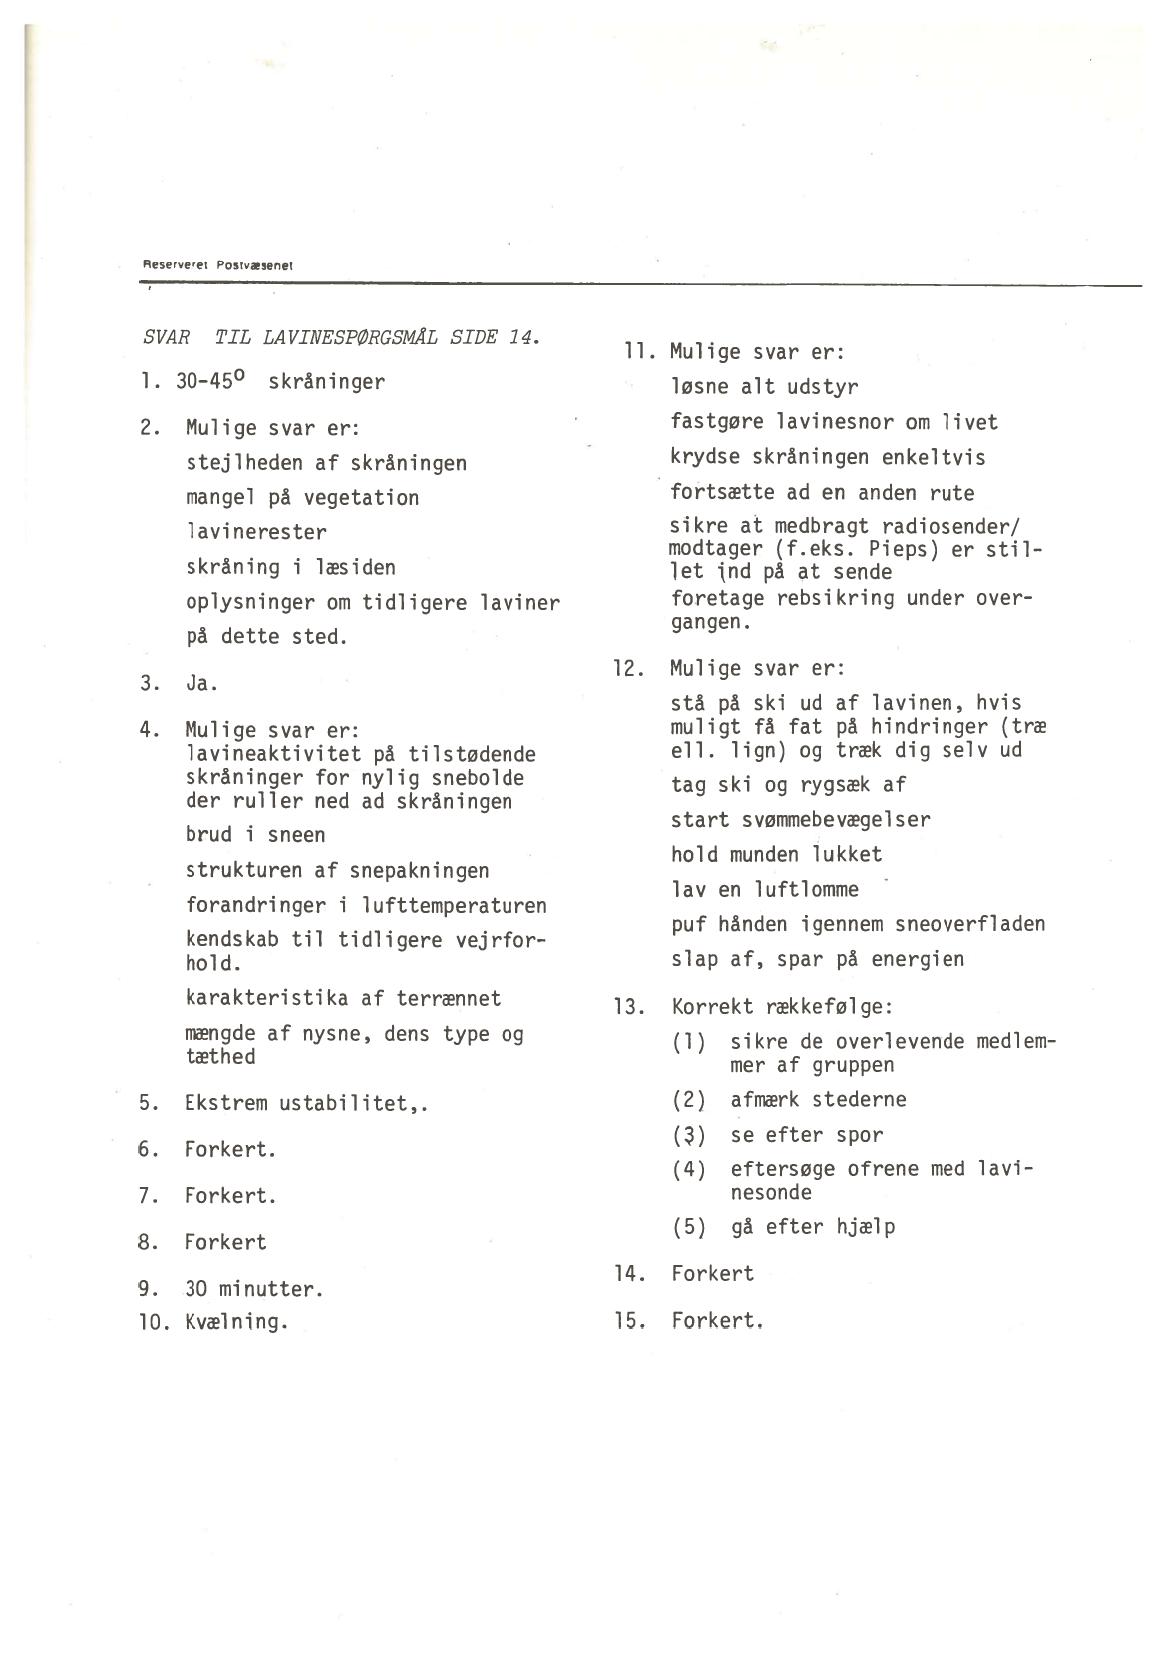 Reserveret Postvæsenet
SVAR TIL LAVINESPØRGSMÅL SIDE 14.
1. 30-45° skråninger
2. Mulige svar er:
stejlheden af skråningen
mangel på vegetation
lavinerester
skråning i læsiden
oplysninger om tidligere laviner
på dette sted.
3. Ja.
4. Mulige svar er:
lavineaktivitet på tilstødende
skråninger for nylig snebolde
der ruller ned ad skråningen
brud i sneen
strukturen af snepakningen
forandringer i lufttemperaturen
kendskab til tidligere vejrfor-
hold.
karakteristika af terrænnet
mængde af nysne, dens type og
tæthed
5. Ekstrem ustabilitet,.
6. Forkert.
7. Forkert.
8. Forkert
9. 30 minutter.
10. Kvælning.
11. Mulige svar er:
løsne alt udstyr
fastgøre lavinesnor om livet
krydse skråningen enkeltvis
fortsætte ad en anden rute
sikre at medbragt radiosender/
modtager (f.eks. Pieps) er stil-
let ind på at sende
foretage rebsikring under over-
gangen.
12. Mulige svar er:
stå på ski ud af lavinen, hvis
muligt få fat på hindringer (træ
ell. lign) og træk dig selv ud
tag ski og rygsæk af
start svømmebevægelser
hold munden lukket
lav en luftlomme
puf hånden igennem sneoverfladen
slap af, spar på energien
13. Korrekt rækkefølge:
(1) sikre de overlevende medlem-
mer af gruppen
(2) afmærk stederne
(3) se efter spor
(4) eftersøge ofrene med lavi-
nesonde
(5) gå efter hjælp
14. Forkert
15. Forkert.